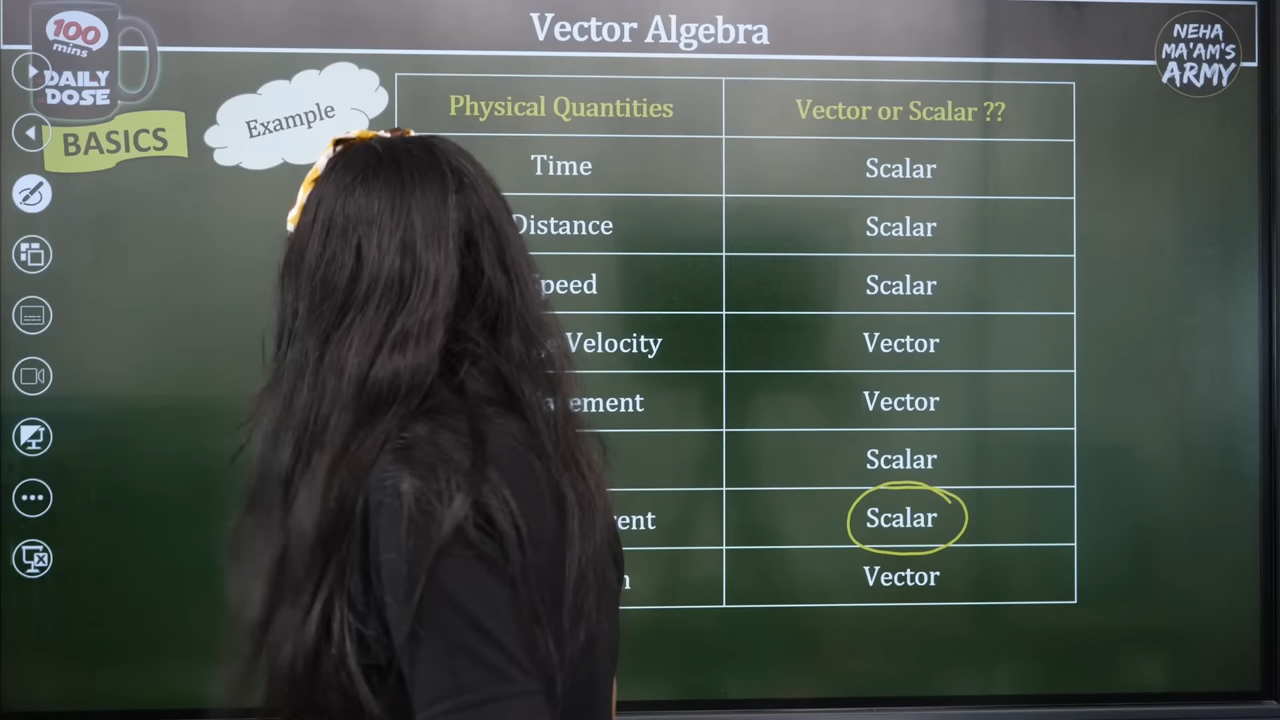 Vector Algebra
100
mins
DAILY
DOSE
BASICS
NEHA
MA'AM'S
ARMY
Example
Physical Quantities Vector or Scalar ??
Time Scalar
Distance Scalar
Scalar
Velocity Vector
Vector
Scalar
Scalar
Vector